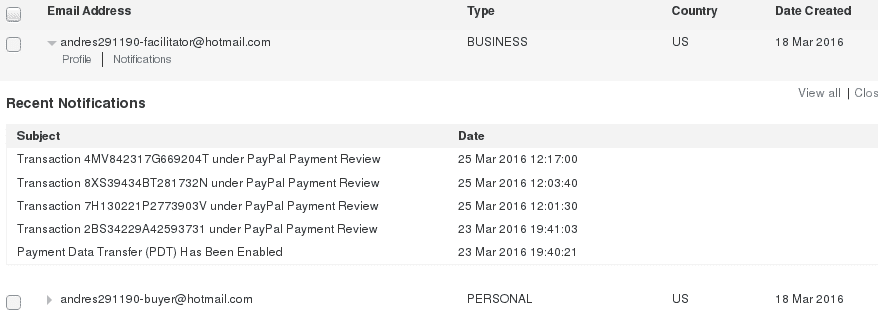 Email Address Type Country Date Created
andres291190-facilitator@hotmail.com BUSINESS US 18 Mar 2016
Profile | Notifications
View all | Clos
Recent Notifications
Subject Date
Transaction 4MV842317G669204T under PayPal Payment Review 25 Mar 2016 12:17:00
Transaction 8XS39434BT281732N under PayPal Payment Review 25 Mar 2016 12:03:40
Transaction 7H130221P2773903V under PayPal Payment Review 25 Mar 2016 12:01:30
Transaction 2BS34229A42593731 under PayPal Payment Review 23 Mar 2016 19:41:03
Payment Data Transfer (PDT) Has Been Enabled 23 Mar 2016 19:40:21
andres291190-buyer@hotmail.com PERSONAL US 18 Mar 2016